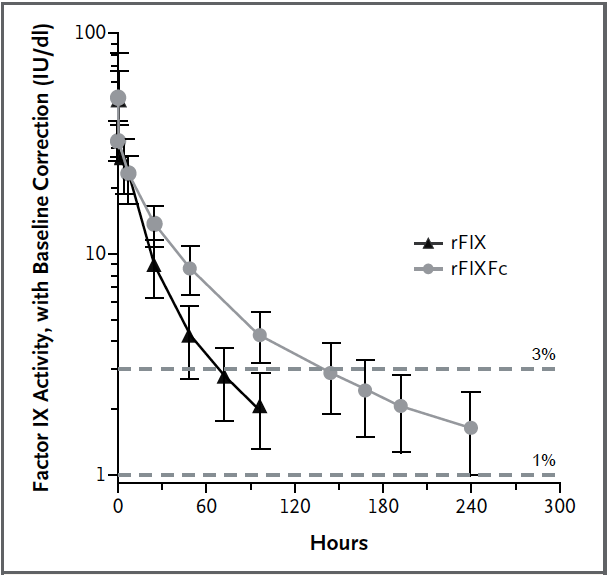 Factor IX Activity, with Baseline Correction (IU/dl)
100
10
1
rFIX
rFIXFc
3%
1%
0 60 120 180 240 300
Hours